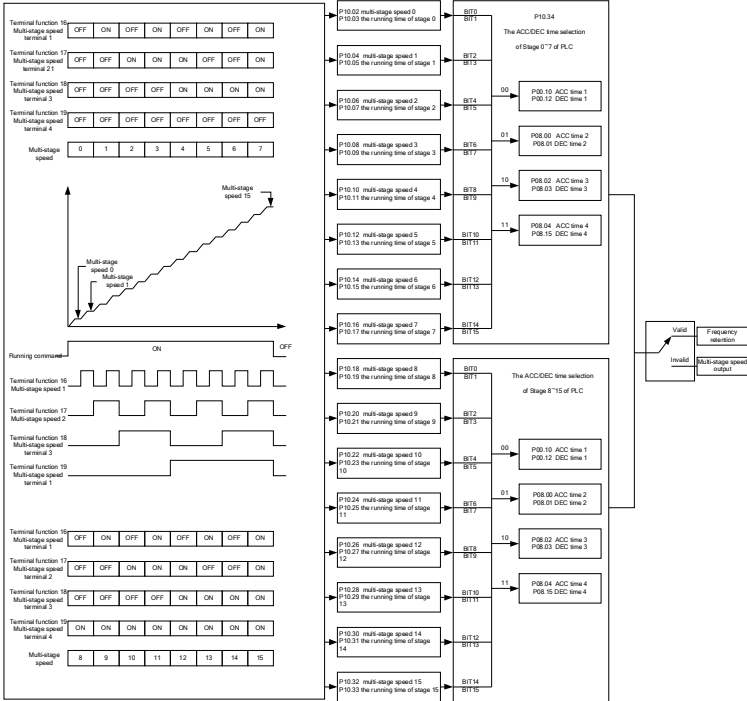 Terminal function 16
Multi-stage speed
terminal 1
OFF ON OFF ON OFF ON OFF ON
Terminal function 17
Multi-stage speed
terminal 21
OFF OFF ON ON OFF OFF ON ON
Terminal function 18
Multi-stage speed
terminal 3
OFF OFF OFF OFF ON ON ON ON
Terminal function 19
Multi-stage speed
terminal 4
OFF OFF OFF OFF OFF OFF OFF OFF
Multi-stage
speed
0 1 2 3 4 5 6 7
Multi-stage
speed 15
Multi-stage
speed 0
Multi-stage
speed 1
Running command
ON
OFF
Terminal function 16
Multi-stage speed 1
Terminal function 17
Multi-stage speed 2
Terminal function 18
Multi-stage speed
terminal 3
Terminal function 19
Multi-stage speed
terminal 1
Terminal function 16
Multi-stage speed
terminal 1
OFF ON OFF ON OFF ON OFF ON
Terminal function 17
Multi-stage speed
terminal 2
OFF OFF ON ON OFF OFF ON ON
Terminal function 18
Multi-stage speed
terminal 3
OFF OFF OFF OFF ON ON ON ON
Terminal function 19
Multi-stage speed
terminal 4
ON ON ON ON ON ON ON ON
Multi-stage
speed
8 9 10 11 12 13 14 15
P10.02 multi-stage speed 0
P10.03 the running time of stage 0
BIT0
BIT1
P10.04 multi-stage speed 1
P10.05 the running time of stage 1
BIT2
BIT3
P10.06 multi-stage speed 2
P10.07 the running time of stage 2
BIT4
BIT5
P10.08 multi-stage speed 3
P10.09 the running time of stage 3
BIT6
BIT7
P10.10 multi-stage speed 4
P10.11 the running time of stage 4
BIT8
BIT9
P10.12 multi-stage speed 5
P10.13 the running time of stage 5
BIT10
BIT11
P10.14 multi-stage speed 6
P10.15 the running time of stage 6
BIT12
BIT13
P10.16 multi-stage speed 7
P10.17 the running time of stage 7
BIT14
BIT15
P10.18 multi-stage speed 8
P10.19 the running time of stage 8
BIT0
BIT1
P10.20 multi-stage speed 9
P10.21 the running time of stage 9
BIT2
BIT3
P10.22 multi-stage speed 10
P10.23 the running time of stage
10
BIT4
BIT5
P10.24 multi-stage speed 11
P10.25 the running time of stage
11
BIT6
BIT7
P10.26 multi-stage speed 12
P10.27 the running time of stage
12
BIT8
BIT9
P10.28 multi-stage speed 13
P10.29 the running time of stage
13
BIT10
BIT11
P10.30 multi-stage speed 14
P10.31 the running time of stage
14
BIT12
BIT13
P10.32 multi-stage speed 15
P10.33 the running time of stage 15
BIT14
BIT15
P10.34
The ACC/DEC time selection
of Stage 0~7 of PLC
00
P00.10 ACC time 1
P00.12 DEC time 1
01
P08.00 ACC time 2
P08.01 DEC time 2
10
P08.02 ACC time 3
P08.03 DEC time 3
11
P08.04 ACC time 4
P08.15 DEC time 4
The ACC/DEC time selection
of Stage 8~15 of PLC
00
P00.10 ACC time 1
P00.12 DEC time 1
01
P08.00 ACC time 2
P08.01 DEC time 2
10
P08.02 ACC time 3
P08.03 DEC time 3
11
P08.04 ACC time 4
P08.15 DEC time 4
Valid
Frequency
retention
Invalid
Multi-stage speed
output